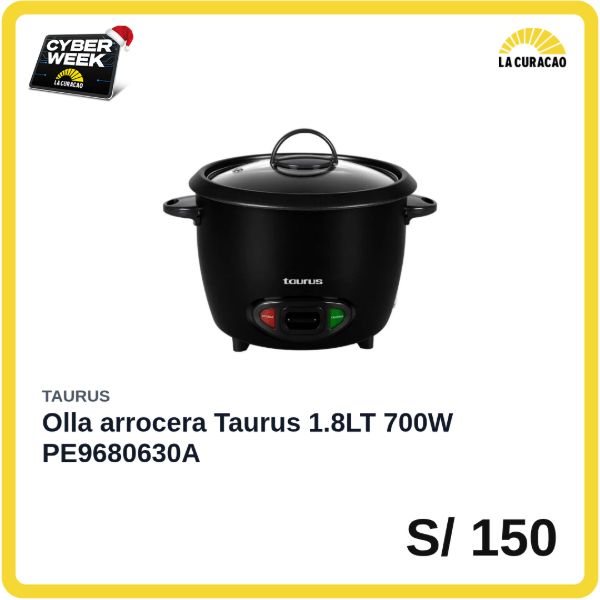 CYBER
WEEK
LA CURACAO
LA CURACAO
taurus
TAURUS
Olla arrocera Taurus 1.8LT 700W
PE9680630A
S/ 150